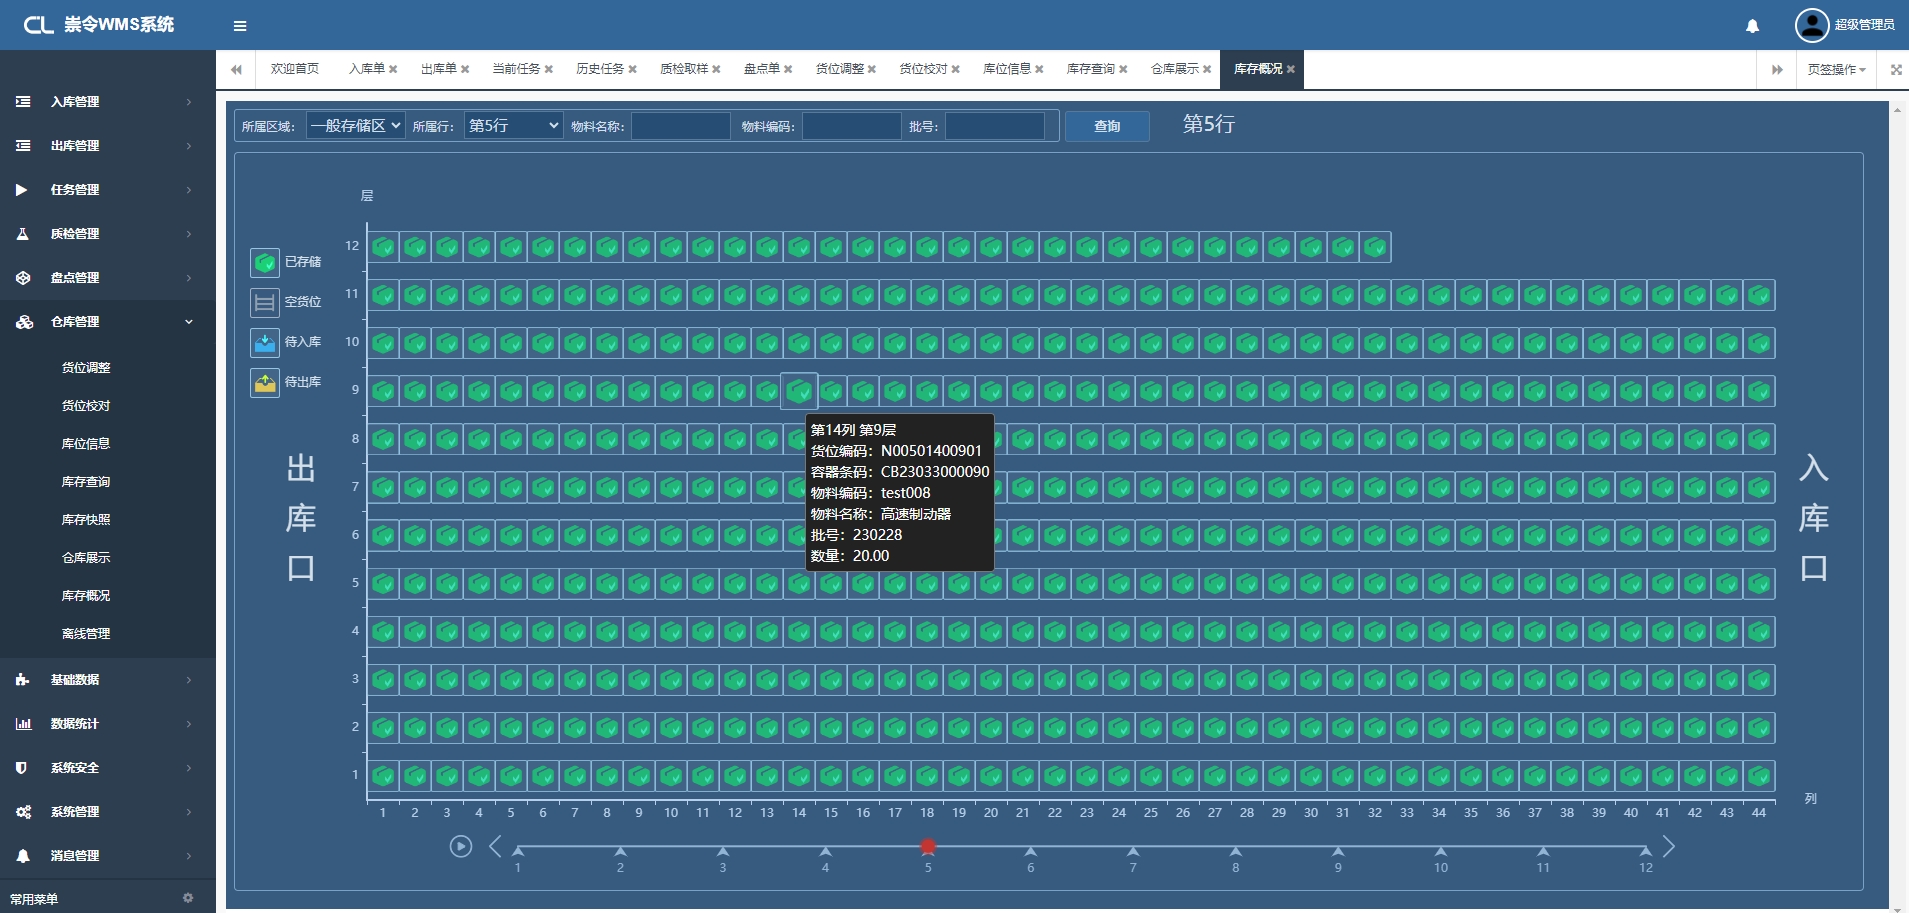 CL 崇令WMS系统
超级管理员
欢迎首页 入库单 出库单 当前任务 历史任务 质检取样 盘点单 货位调整 货位校对 库位信息 库存查询 仓库展示 库存概况 页签操作
入库管理
出库管理
任务管理
质检管理
盘点管理
仓库管理
货位调整
货位校对
库位信息
库存查询
库存快照
仓库展示
库存概况
离线管理
基础数据
数据统计
系统安全
系统管理
消息管理
常用菜单
所属区域： 一般存储区 所属行： 第5行 物料名称： 物料编码： 批号： 查询 第5行
层
已存储
空货位
待入库
待出库
出库口
12
11
10
9
8
7
6
5
4
3
2
1
第14列 第9层
货位编码：N00501400901
容器条码：CB23033000090
物料编码：test008
物料名称：高速制动器
批号：230228
数量：20.00
入库口
列
1 2 3 4 5 6 7 8 9 10 11 12 13 14 15 16 17 18 19 20 21 22 23 24 25 26 27 28 29 30 31 32 33 34 35 36 37 38 39 40 41 42 43 44
1 2 3 4 5 6 7 8 9 10 11 12